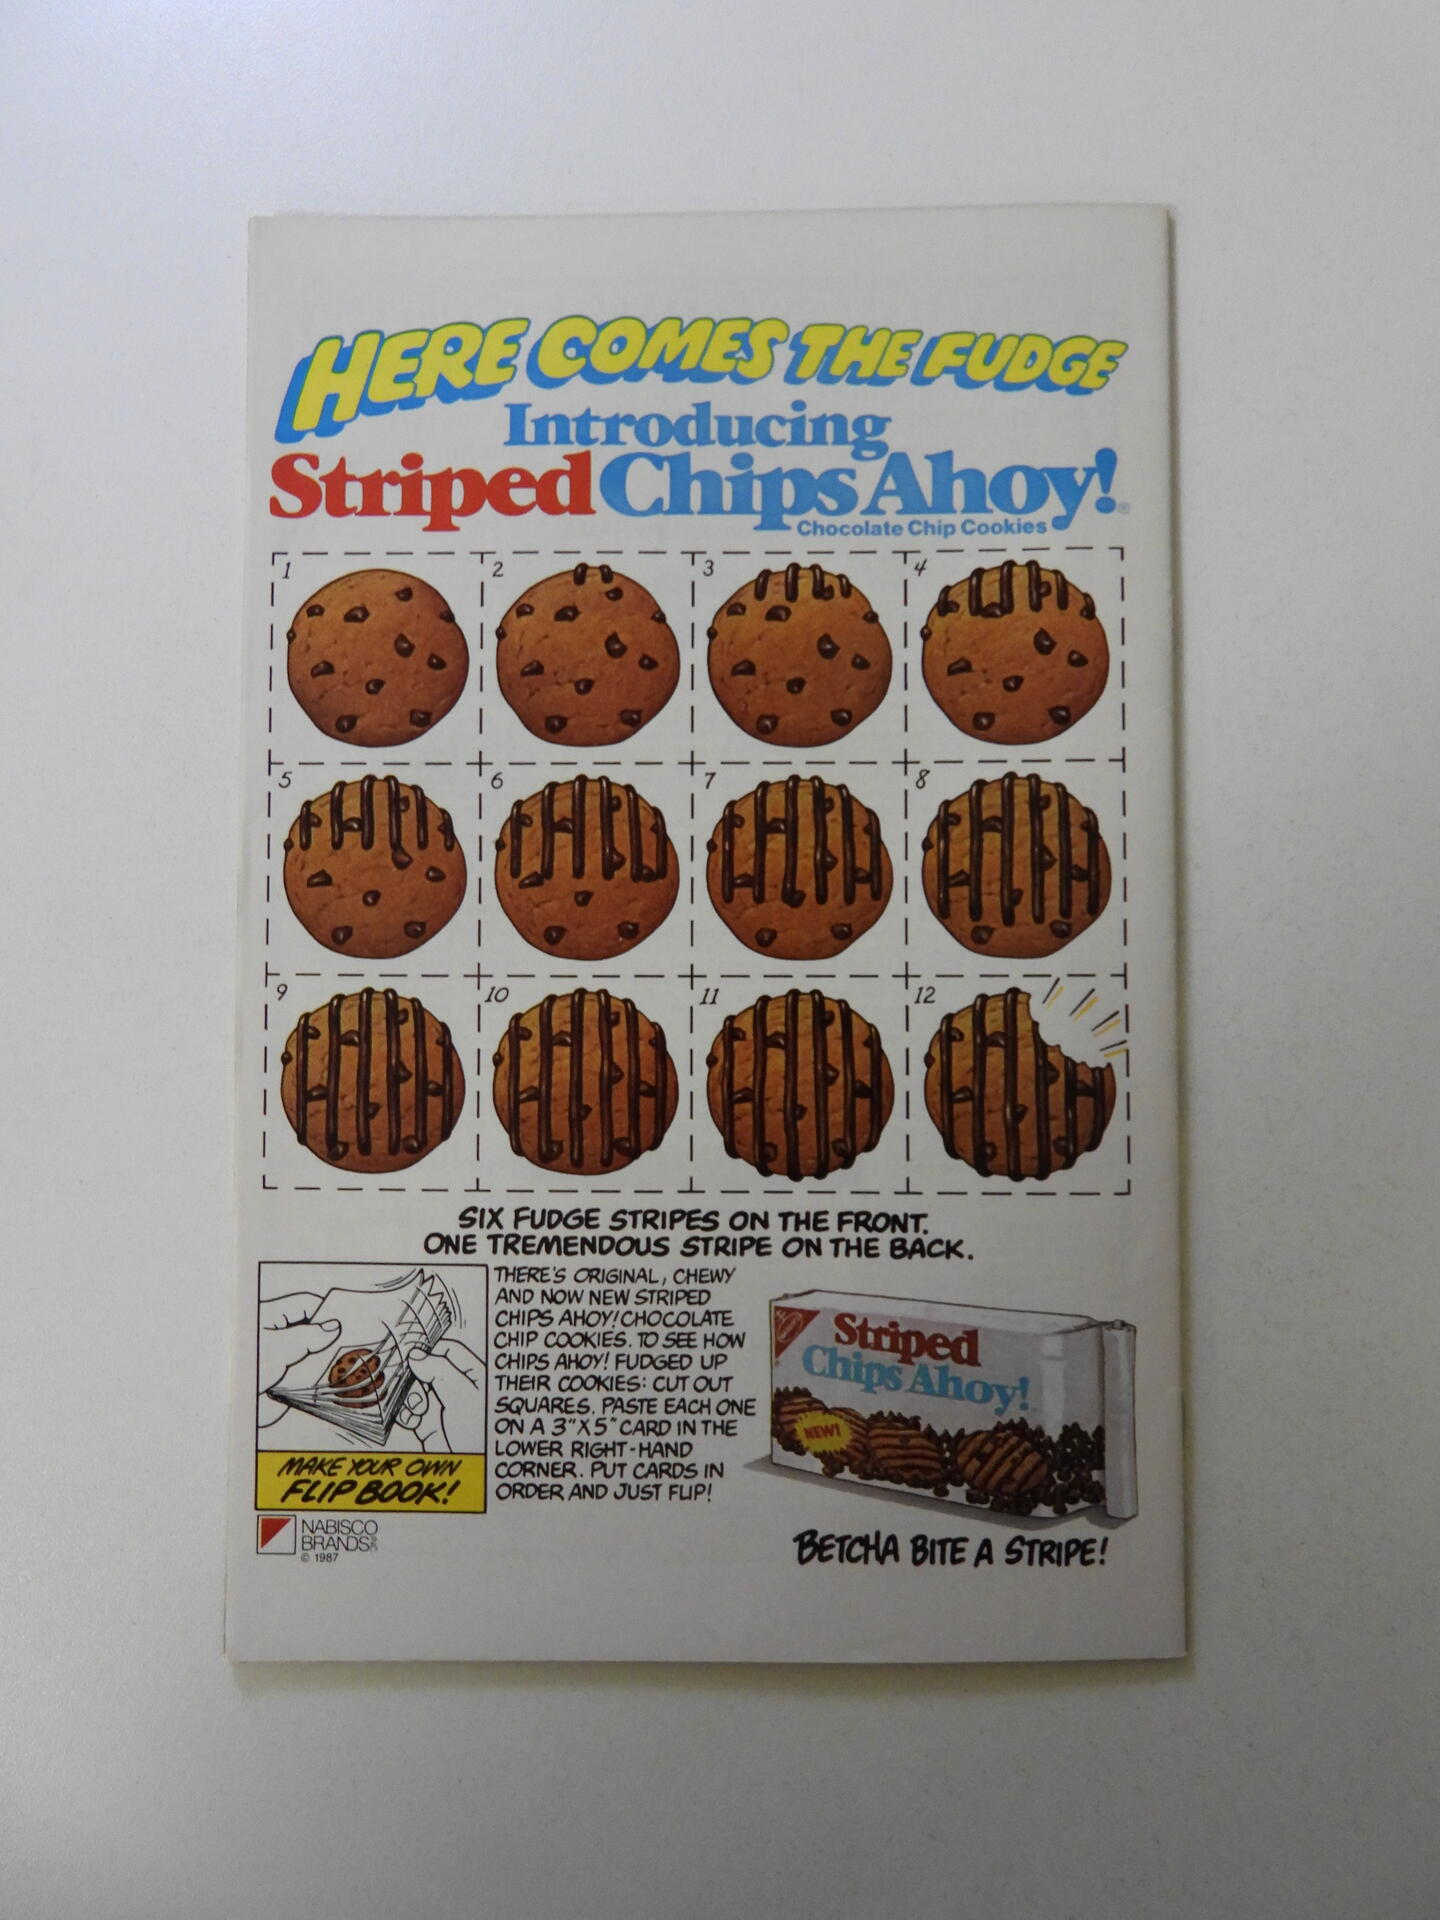 HERE COMES THE FUDGE
Introducing
Striped Chips Ahoy!®
Chocolate Chip Cookies
1
2
3
4
5
6
7
8
9
10
11
12
SIX FUDGE STRIPES ON THE FRONT.
ONE TREMENDOUS STRIPE ON THE BACK.
THERE'S ORIGINAL, CHEWY
AND NOW NEW STRIPED
CHIPS AHOY! CHOCOLATE
CHIP COOKIES. TO SEE HOW
CHIPS AHOY! FUDGED UP
THEIR COOKIES: CUT OUT
SQUARES. PASTE EACH ONE
ON A 3"X5" CARD IN THE
LOWER RIGHT-HAND
CORNER. PUT CARDS IN
ORDER AND JUST FLIP!
MAKE YOUR OWN
FLIP BOOK!
Striped
Chips Ahoy!
NEW!
NABISCO
BRANDS
© 1987
BETCHA BITE A STRIPE!